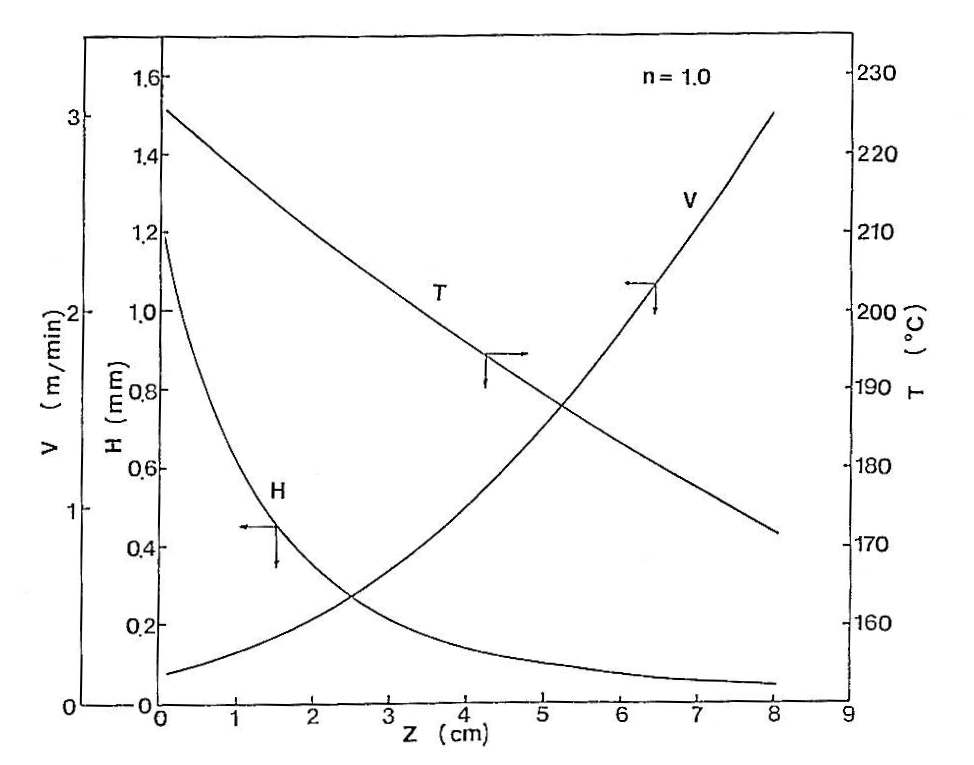 n = 1.0
3
2
1
0
V (m/min)
1.6
1.4
1.2
1.0
0.8
0.6
0.4
0.2
0
H (mm)
T
V
H
230
220
210
200
190
180
170
160
T (°C)
0 1 2 3 4 5 6 7 8 9
Z (cm)